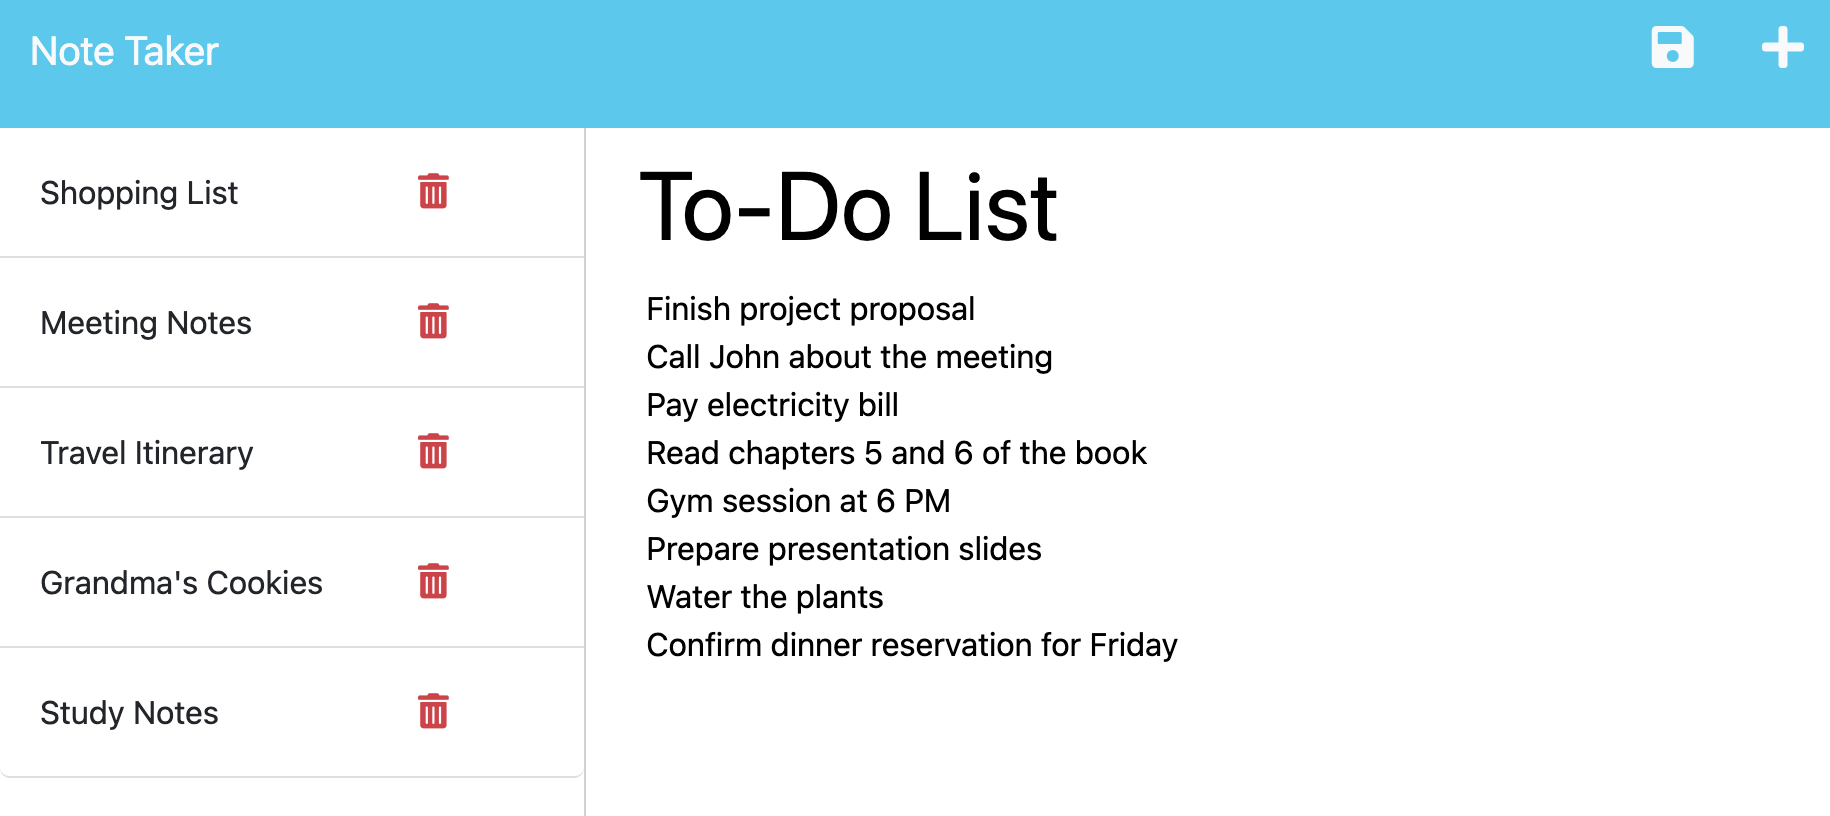 Note Taker
Shopping List
Meeting Notes
Travel Itinerary
Grandma's Cookies
Study Notes
To-Do List
Finish project proposal
Call John about the meeting
Pay electricity bill
Read chapters 5 and 6 of the book
Gym session at 6 PM
Prepare presentation slides
Water the plants
Confirm dinner reservation for Friday